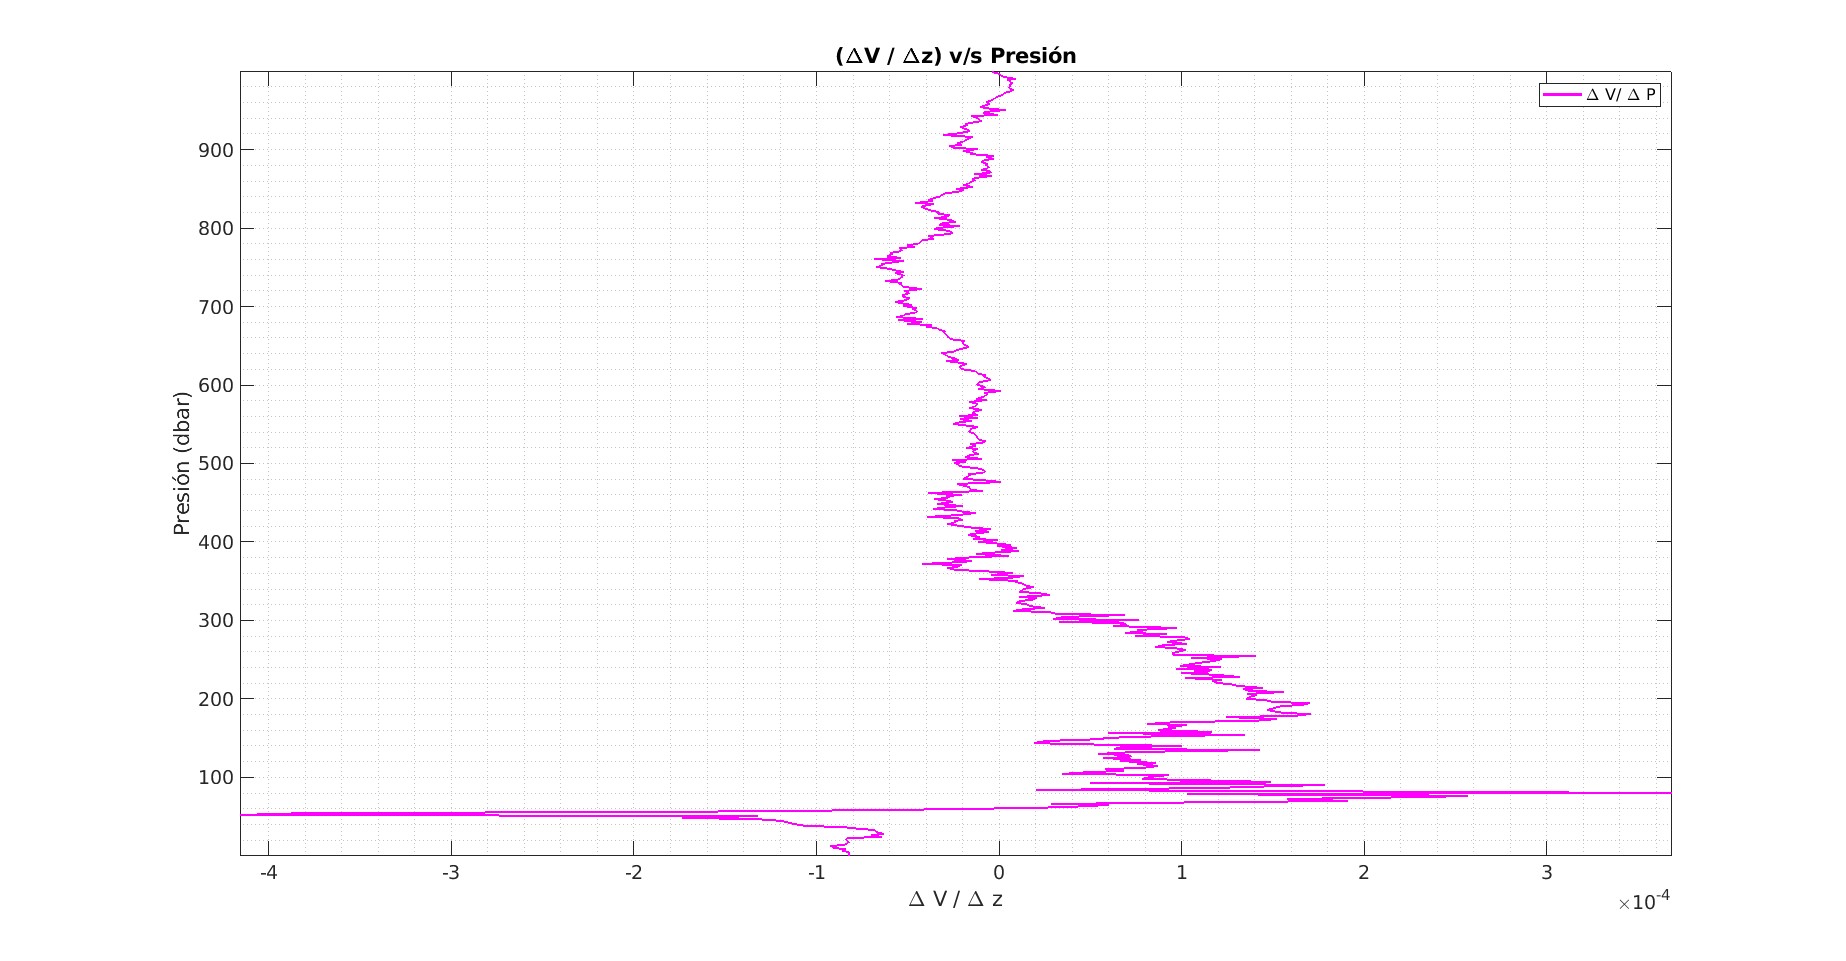 (ΔV / Δz) v/s Presión
Δ V/ Δ P
900
800
700
600
500
400
300
200
100
Presión (dbar)
-4 -3 -2 -1 0 1 2 3
×10-4
Δ V / Δ z